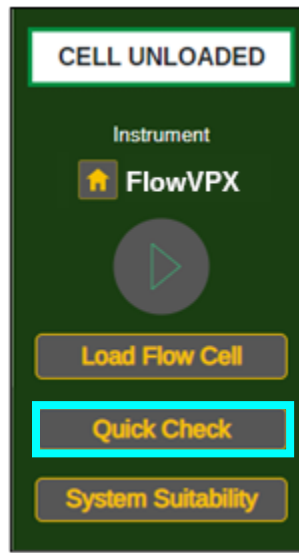 CELL UNLOADED
Instrument
FlowVPX
Load Flow Cell
Quick Check
System Suitability